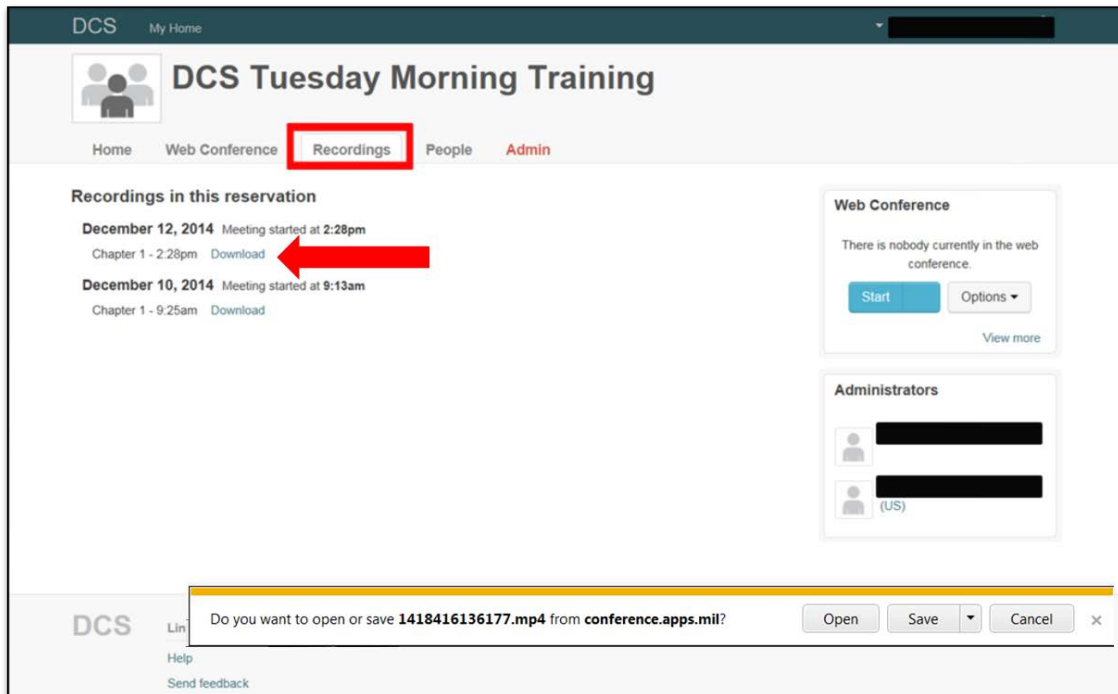 DCS My Home
DCS Tuesday Morning Training
Home Web Conference Recordings People Admin
Recordings in this reservation
December 12, 2014 Meeting started at 2:28pm
Chapter 1 - 2:28pm Download
December 10, 2014 Meeting started at 9:13am
Chapter 1 - 9:25am Download
Web Conference
There is nobody currently in the web
conference.
Start Options
View more
Administrators
(US)
DCS
Do you want to open or save 1418416136177.mp4 from conference.apps.mil?
Open Save Cancel ×
Help
Send feedback